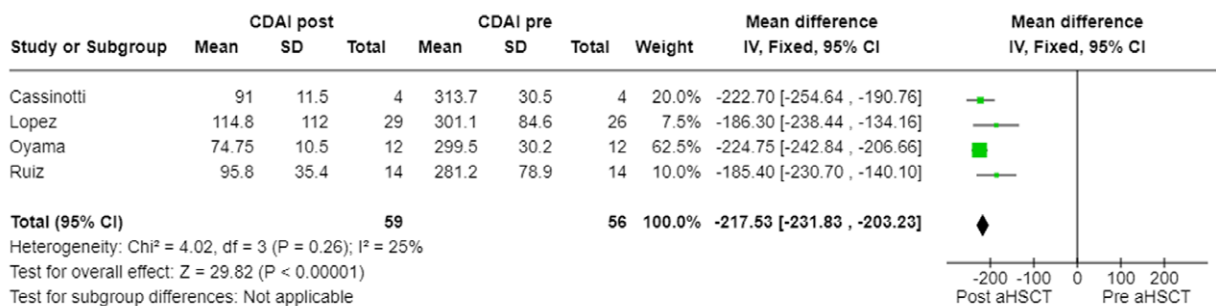 CDAI post CDAI pre Mean difference Mean difference
Study or Subgroup Mean SD Total Mean SD Total Weight IV, Fixed, 95% CI IV, Fixed, 95% CI
Cassinotti 91 11.5 4 313.7 30.5 4 20.0% -222.70 [-254.64 , -190.76]
Lopez 114.8 112 29 301.1 84.6 26 7.5% -186.30 [-238.44 , -134.16]
Oyama 74.75 10.5 12 299.5 30.2 12 62.5% -224.75 [-242.84 , -206.66]
Ruiz 95.8 35.4 14 281.2 78.9 14 10.0% -185.40 [-230.70 , -140.10]
Total (95% CI) 59 56 100.0% -217.53 [-231.83 , -203.23]
Heterogeneity: Chi² = 4.02, df = 3 (P = 0.26); I² = 25%
Test for overall effect: Z = 29.82 (P < 0.00001)
Test for subgroup differences: Not applicable
-200 -100 0 100 200
Post aHSCT Pre aHSCT